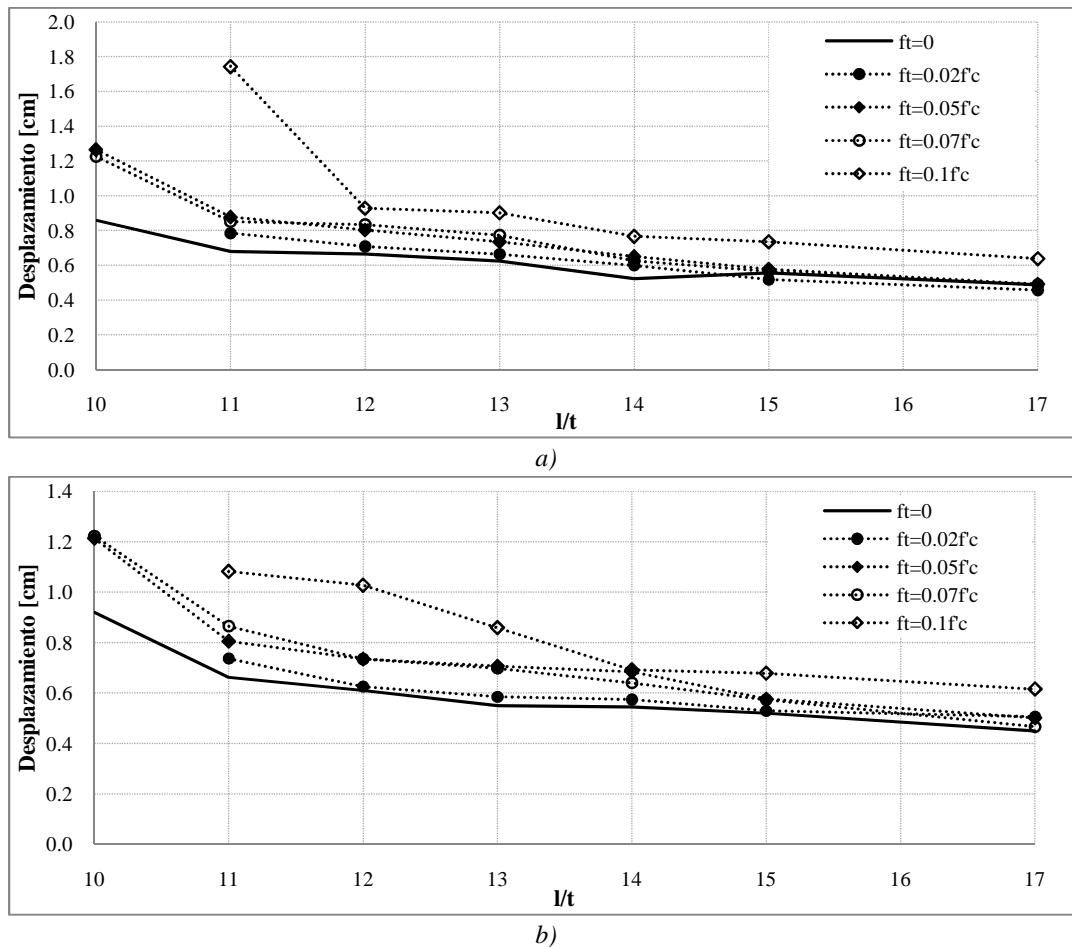 2.0
1.8
1.6
1.4
1.2
1.0
0.8
0.6
0.4
0.2
0.0
Desplazamiento [cm]
ft=0
ft=0.02f'c
ft=0.05f'c
ft=0.07f'c
ft=0.1f'c
10 11 12 13 14 15 16 17
l/t
a)
1.4
1.2
1.0
0.8
0.6
0.4
0.2
0.0
Desplazamiento [cm]
ft=0
ft=0.02f'c
ft=0.05f'c
ft=0.07f'c
ft=0.1f'c
10 11 12 13 14 15 16 17
l/t
b)